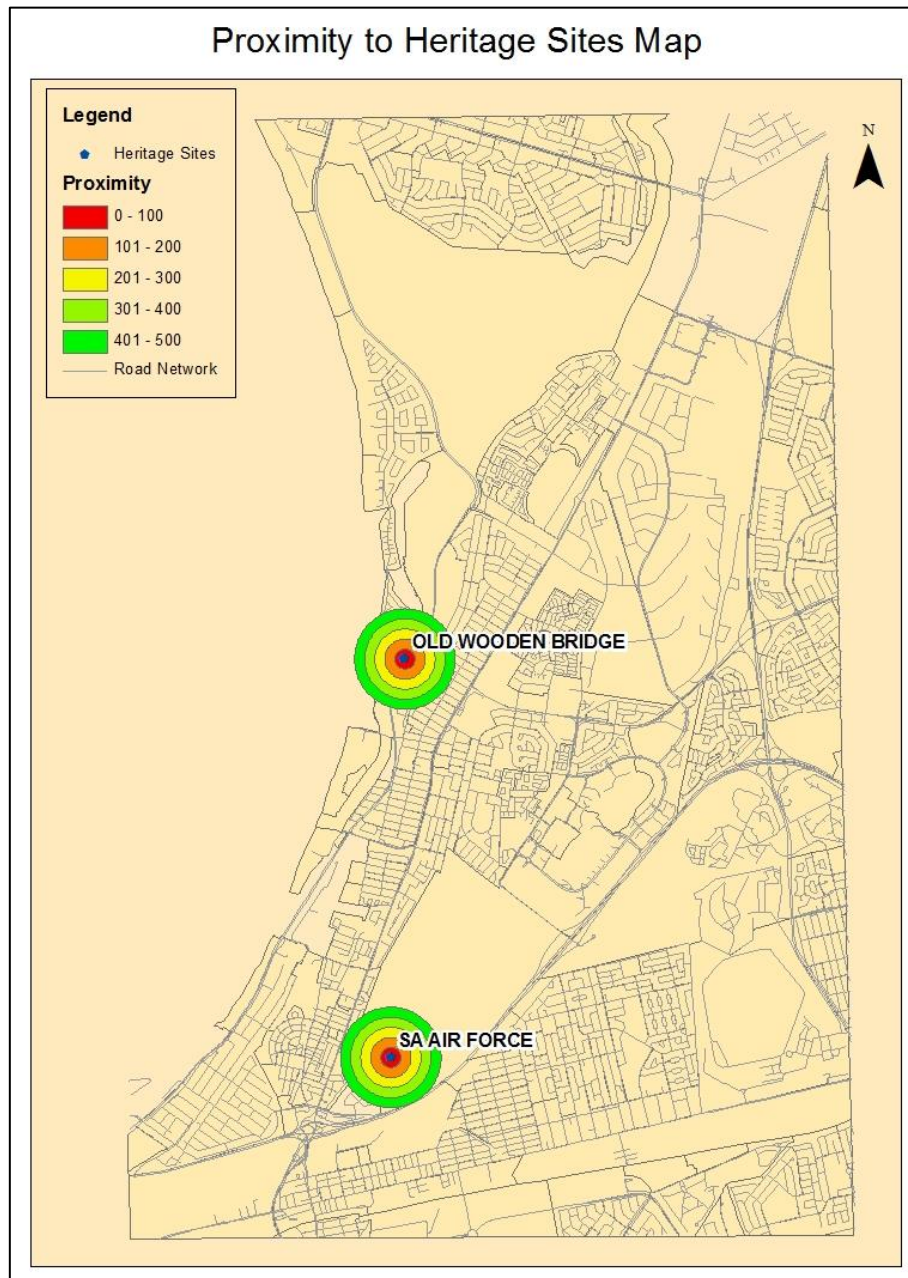 Proximity to Heritage Sites Map
Legend
Heritage Sites
Proximity
0 - 100
101 - 200
201 - 300
301 - 400
401 - 500
Road Network
N
OLD WOODEN BRIDGE
SA AIR FORCE